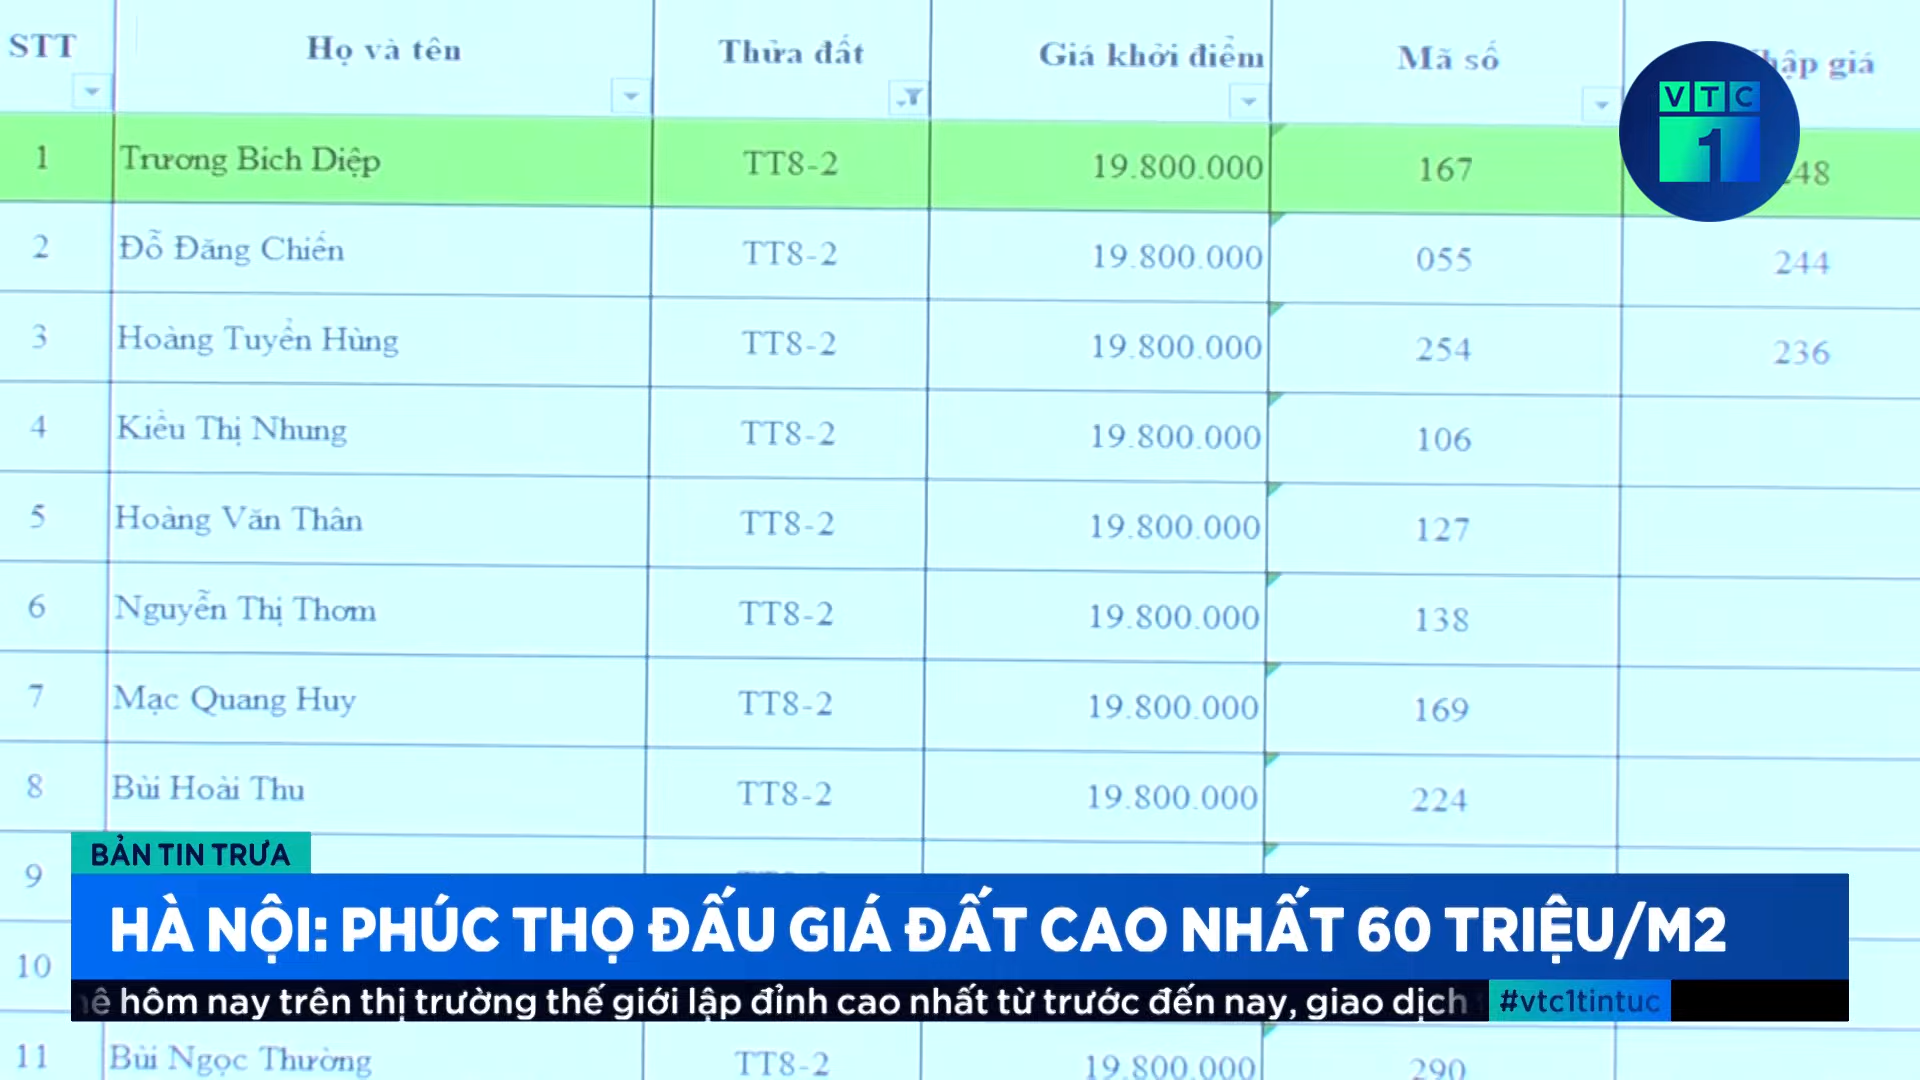 STT Họ và tên Thửa đất Giá khởi điểm Mã số hập giá
VTC
1
1 Trương Bích Diệp TT8-2 19.800.000 167 48
2 Đỗ Đăng Chiến TT8-2 19.800.000 055 244
3 Hoàng Tuyển Hùng TT8-2 19.800.000 254 236
4 Kiều Thị Nhung TT8-2 19.800.000 106
5 Hoàng Văn Thân TT8-2 19.800.000 127
6 Nguyễn Thị Thơm TT8-2 19.800.000 138
7 Mạc Quang Huy TT8-2 19.800.000 169
8 Bùi Hoài Thu TT8-2 19.800.000 224
9
BẢN TIN TRƯA
HÀ NỘI: PHÚC THỌ ĐẤU GIÁ ĐẤT CAO NHẤT 60 TRIỆU/M2
10
ê hôm nay trên thị trường thế giới lập đỉnh cao nhất từ trước đến nay, giao dịch #vtc1tintuc
11 Bùi Ngọc Thường TT8-2 19.800.000 290